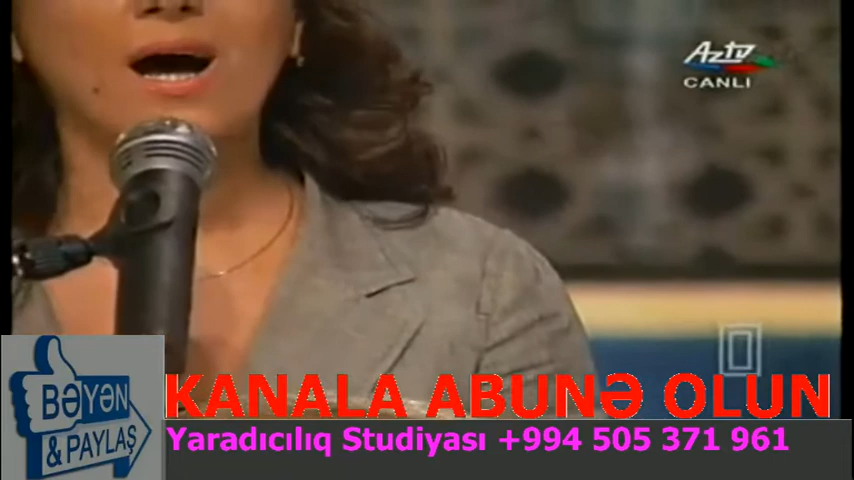 Aztv
CANLI
BƏYƏN
& PAYLAŞ
KANALA ABUNƏ OLUN
Yaradıcılıq Studiyası +994 505 371 961